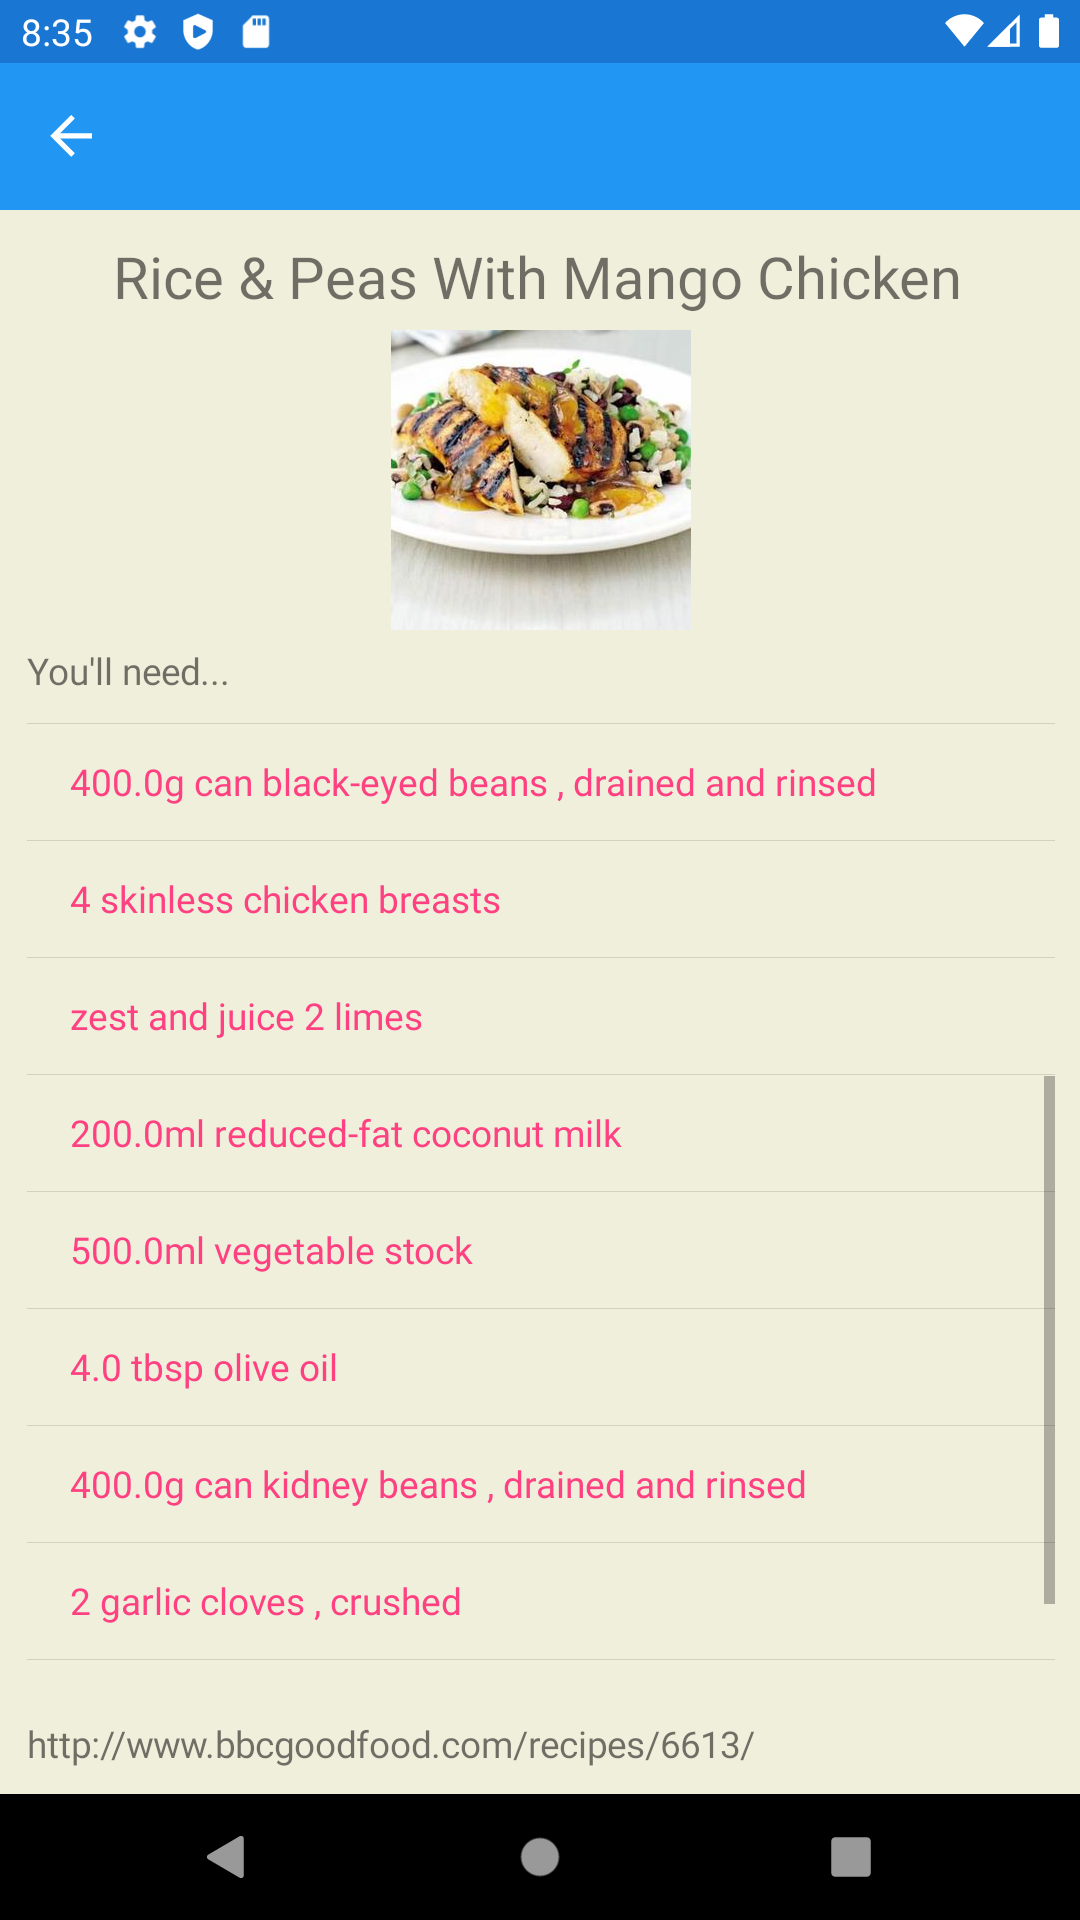 8:35
Rice & Peas With Mango Chicken
You'll need...
400.0g can black-eyed beans , drained and rinsed
4 skinless chicken breasts
zest and juice 2 limes
200.0ml reduced-fat coconut milk
500.0ml vegetable stock
4.0 tbsp olive oil
400.0g can kidney beans , drained and rinsed
2 garlic cloves , crushed
http://www.bbcgoodfood.com/recipes/6613/